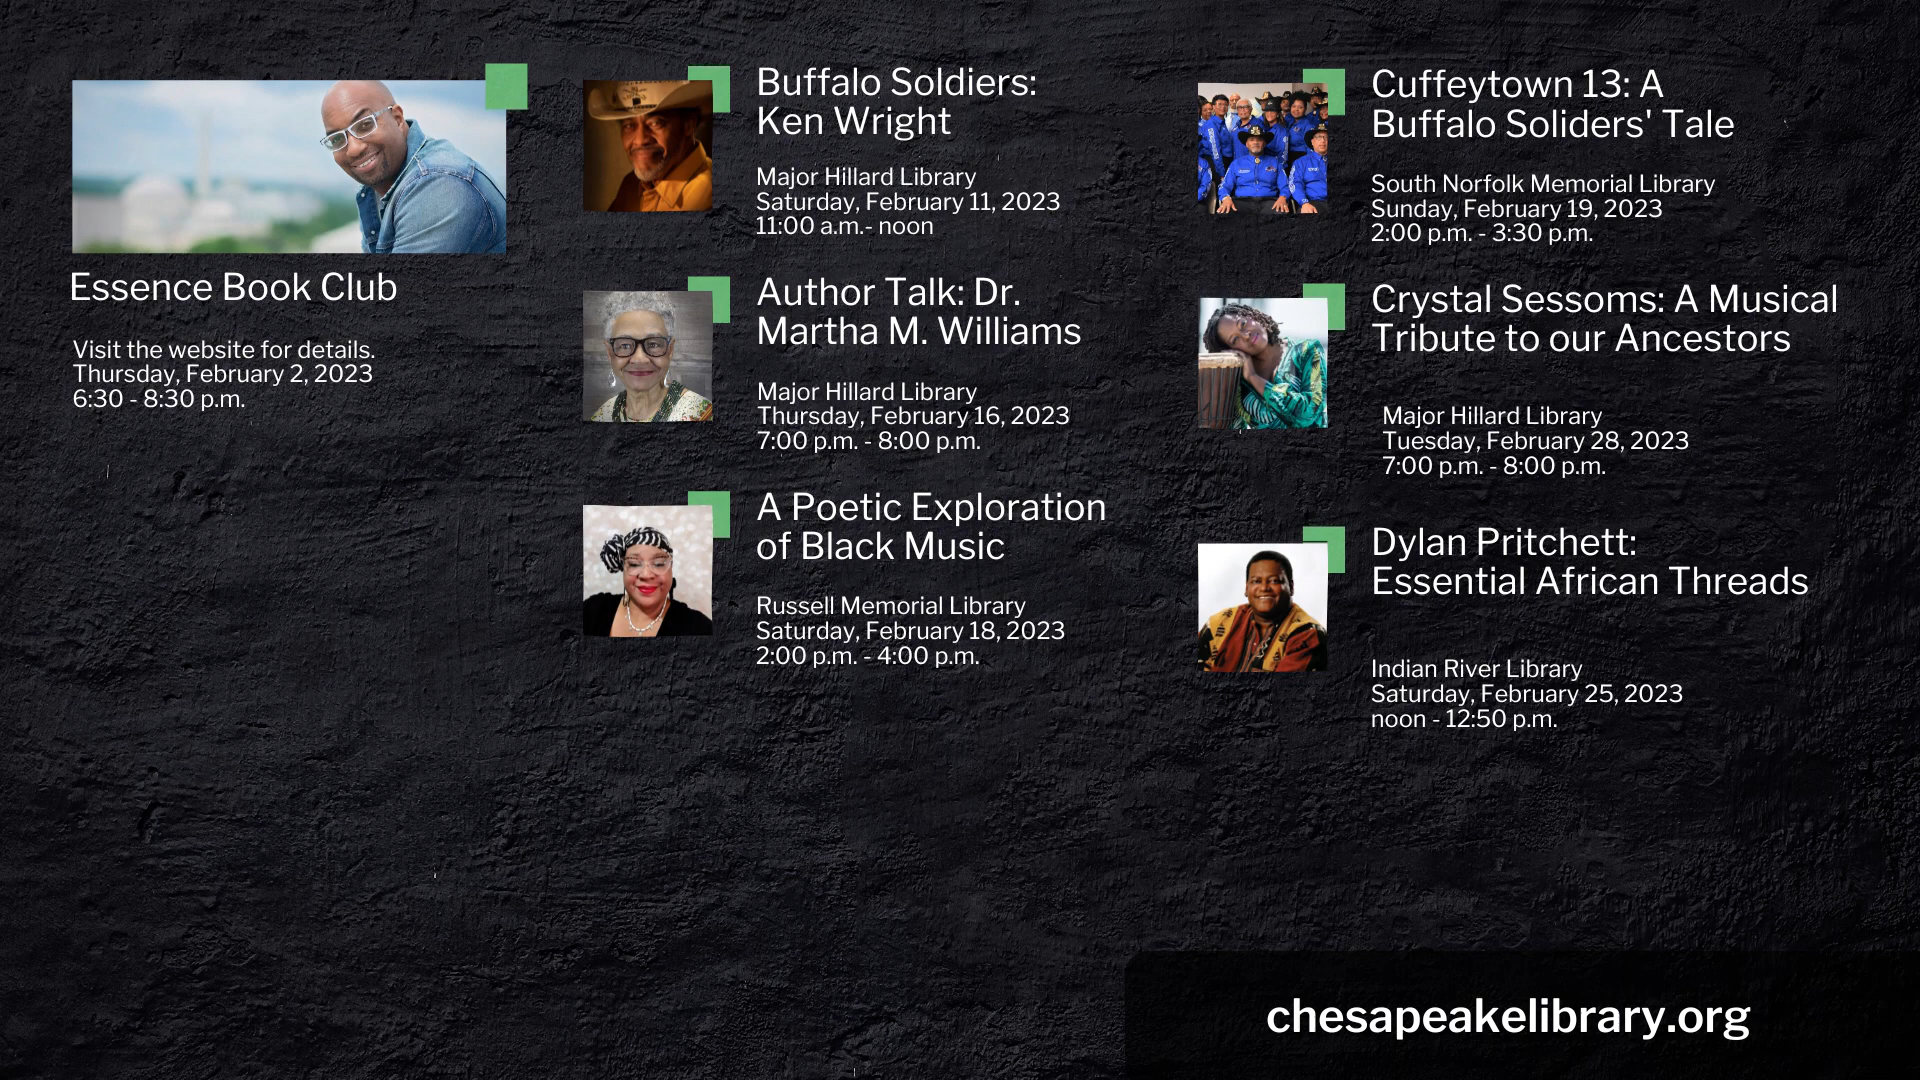 Essence Book Club
Visit the website for details.
Thursday, February 2, 2023
6:30 - 8:30 p.m.
Buffalo Soldiers:
Ken Wright
Major Hillard Library
Saturday, February 11, 2023
11:00 a.m.- noon
Author Talk: Dr.
Martha M. Williams
Major Hillard Library
Thursday, February 16, 2023
7:00 p.m. - 8:00 p.m.
A Poetic Exploration
of Black Music
Russell Memorial Library
Saturday, February 18, 2023
2:00 p.m. - 4:00 p.m.
Cuffeytown 13: A
Buffalo Soliders' Tale
South Norfolk Memorial Library
Sunday, February 19, 2023
2:00 p.m. - 3:30 p.m.
Crystal Sessoms: A Musical
Tribute to our Ancestors
Major Hillard Library
Tuesday, February 28, 2023
7:00 p.m. - 8:00 p.m.
Dylan Pritchett:
Essential African Threads
Indian River Library
Saturday, February 25, 2023
noon - 12:50 p.m.
chesapeakelibrary.org